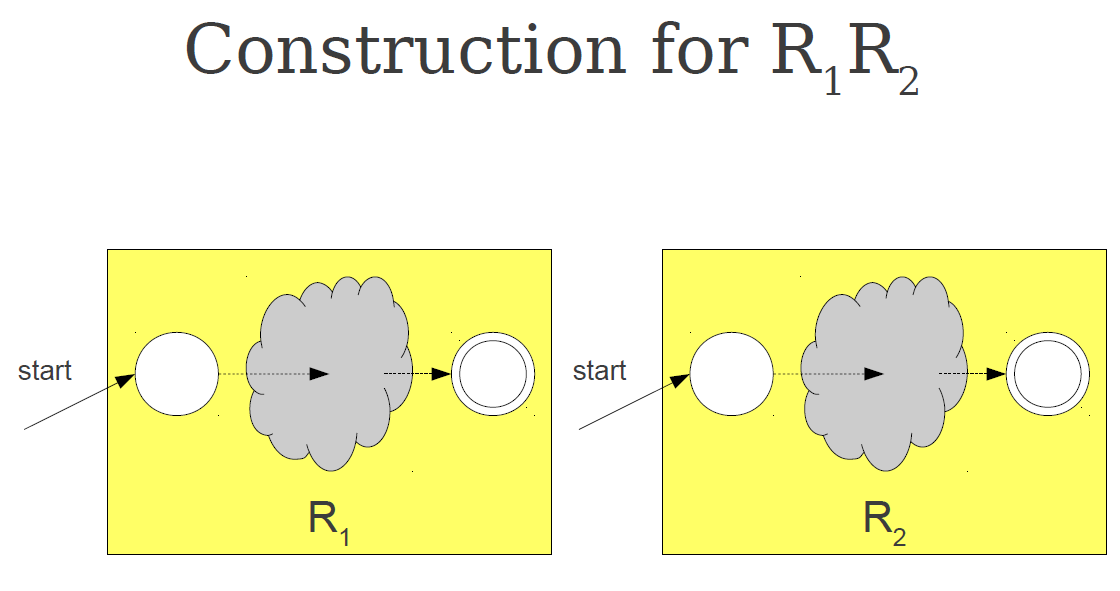 Construction for R₁R₂
start
start
R₁
R₂